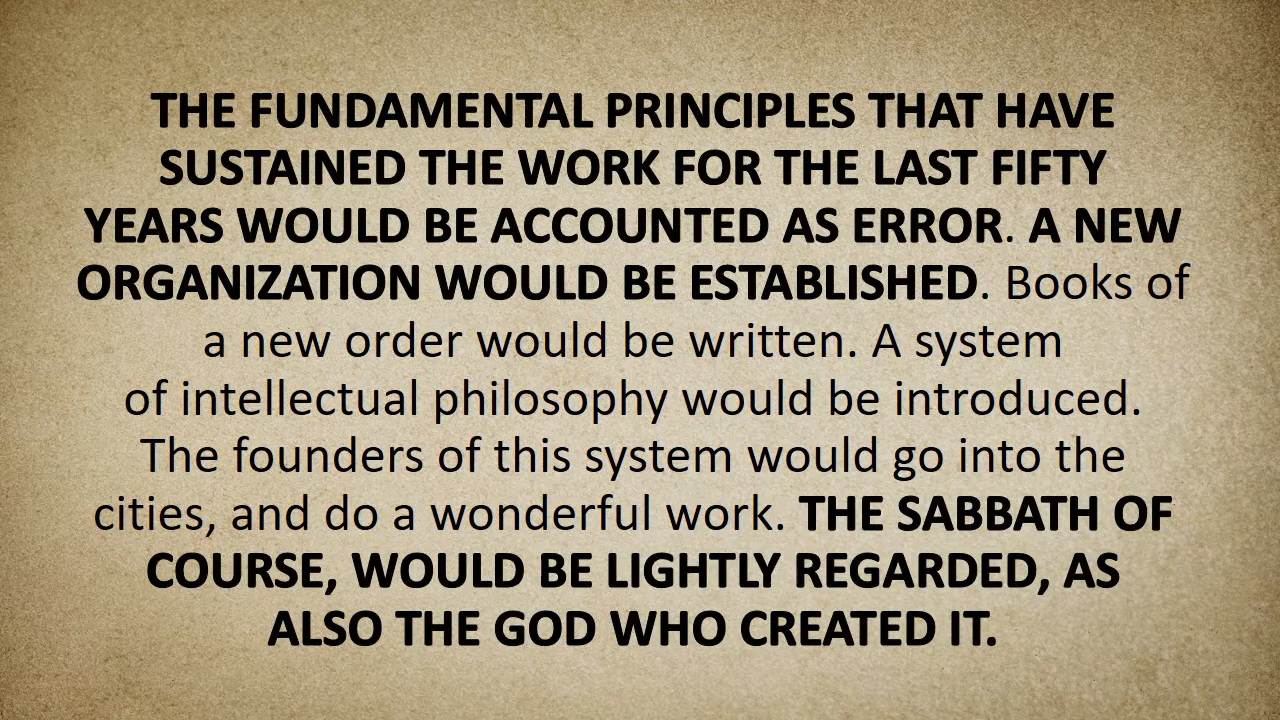 THE FUNDAMENTAL PRINCIPLES THAT HAVE
SUSTAINED THE WORK FOR THE LAST FIFTY
YEARS WOULD BE ACCOUNTED AS ERROR. A NEW
ORGANIZATION WOULD BE ESTABLISHED. Books of
a new order would be written. A system
of intellectual philosophy would be introduced.
The founders of this system would go into the
cities, and do a wonderful work. THE SABBATH OF
COURSE, WOULD BE LIGHTLY REGARDED, AS
ALSO THE GOD WHO CREATED IT.